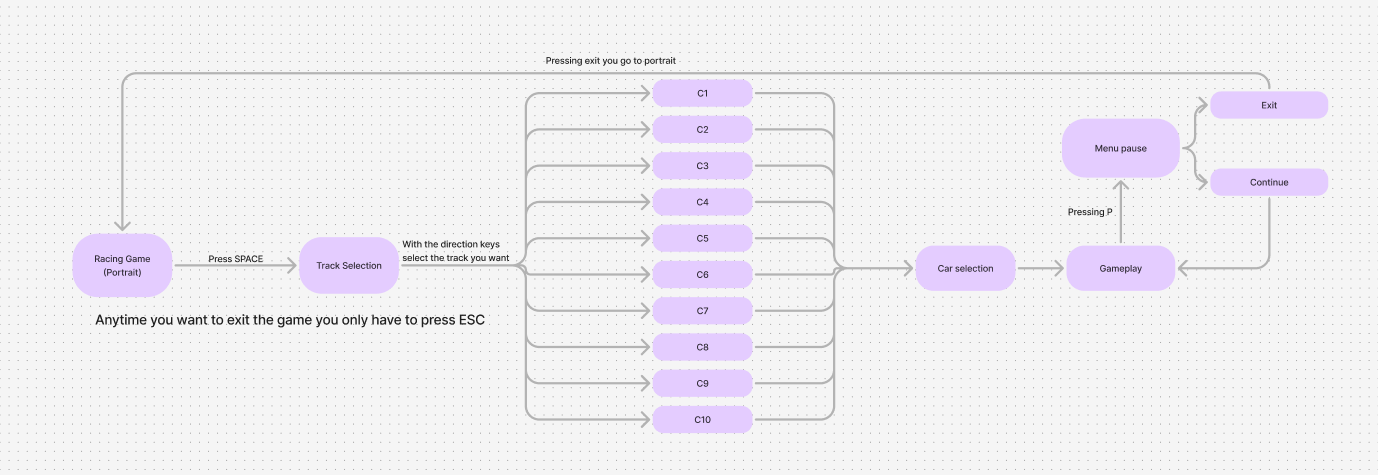 Pressing exit you go to portrait
C1
Exit
C2
Menu pause
C3
Continue
C4
Pressing P
C5
With the direction keys
select the track you want
Racing Game
(Portrait)
Press SPACE
Track Selection
C6
Car selection
Gameplay
C7
Anytime you want to exit the game you only have to press ESC
C8
C9
C10